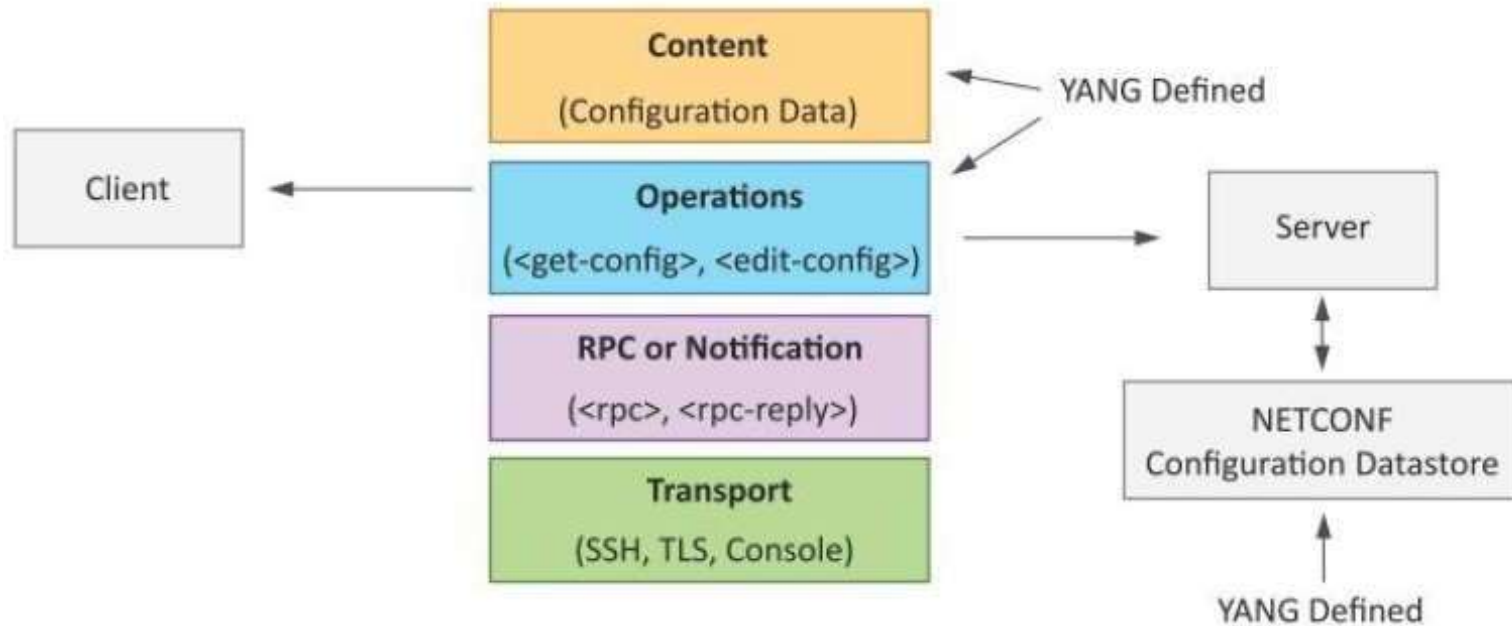 Content
(Configuration Data)
YANG Defined
Client
Operations
(<get-config>, <edit-config>)
Server
RPC or Notification
(<rpc>, <rpc-reply>)
NETCONF
Configuration Datastore
Transport
(SSH, TLS, Console)
YANG Defined